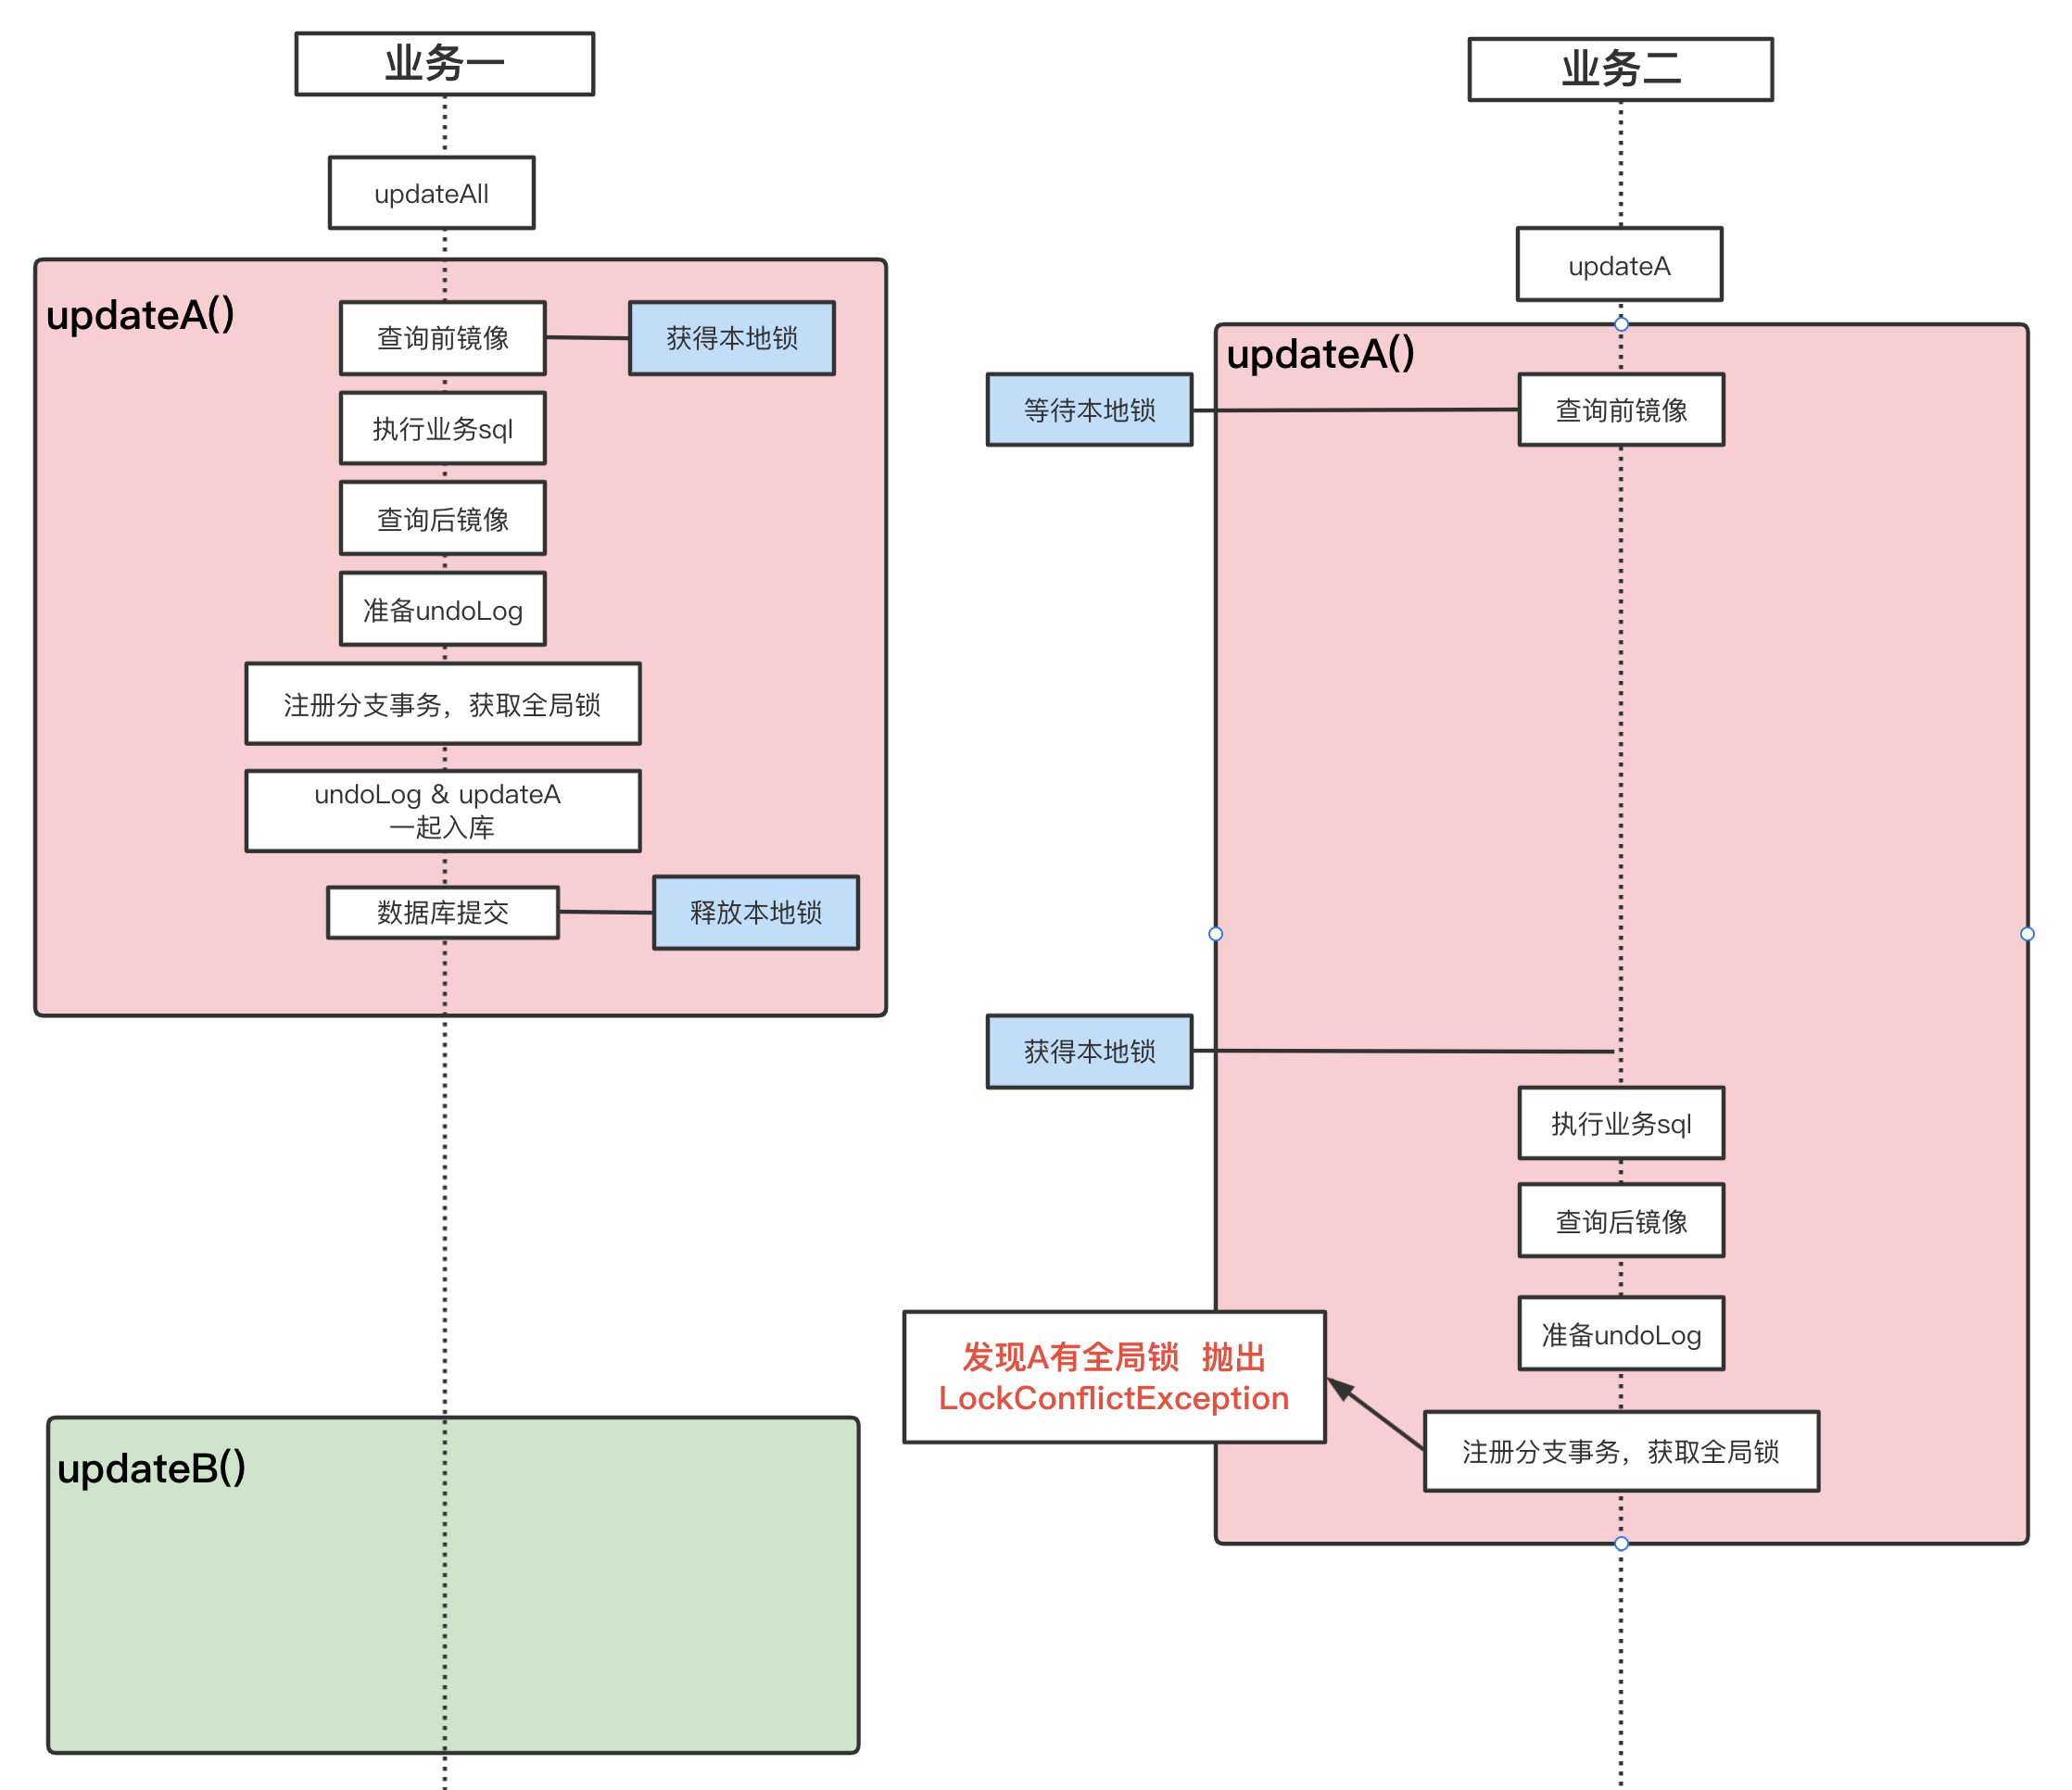 业务一
updateAll
updateA()
查询前镜像
获得本地锁
执行业务sql
查询后镜像
准备undoLog
注册分支事务，获取全局锁
undoLog & updateA
一起入库
数据库提交
释放本地锁
updateB()
业务二
updateA
updateA()
等待本地锁
查询前镜像
获得本地锁
执行业务sql
查询后镜像
准备undoLog
发现A有全局锁 抛出
LockConflictException
注册分支事务，获取全局锁